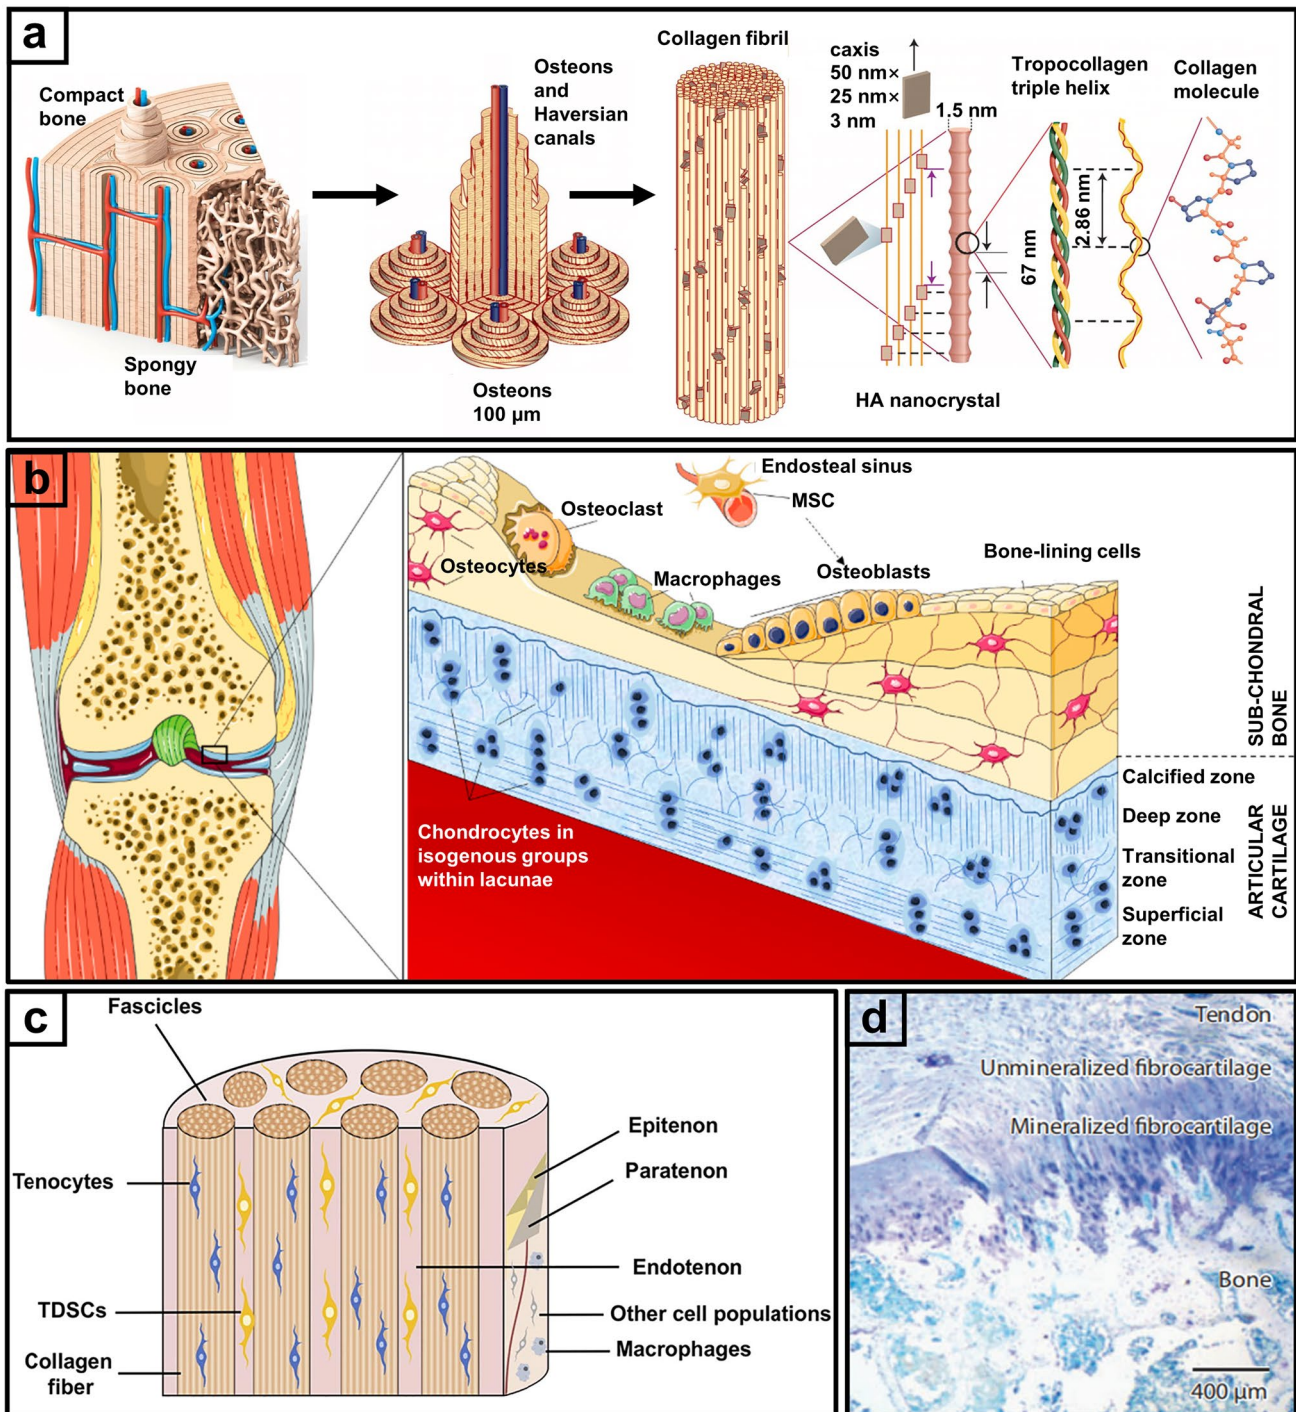 a
Compact
bone
Spongy
bone
Osteons
and
Haversian
canals
Osteons
100 µm
Collagen fibril
caxis
50 nm×
25 nm×
3 nm
1.5 nm
HA nanocrystal
67 nm
Tropocollagen
triple helix
2.86 nm
Collagen
molecule
b
Endosteal sinus
MSC
Osteoclast
Osteocytes
Macrophages
Osteoblasts
Bone-lining cells
Chondrocytes in
isogenous groups
within lacunae
SUB-CHONDRAL
BONE
Calcified zone
Deep zone
Transitional
zone
Superficial
zone
ARTICULAR
CARTILAGE
c
Fascicles
Tenocytes
TDSCs
Collagen
fiber
Epitenon
Paratenon
Endotenon
Other cell populations
Macrophages
d
Tendon
Unmineralized fibrocartilage
Mineralized fibrocartilage
Bone
400 µm